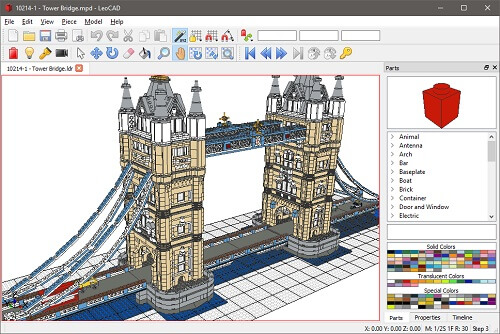 10214-1 - Tower Bridge.mpd - LeoCAD
File Edit View Piece Model Help
10214-1 - Tower Bridge.ldr
Parts
Animal
Antenna
Arch
Bar
Baseplate
Boat
Brick
Container
Door and Window
Electric
Solid Colors
Translucent Colors
Special Colors
Parts Properties Timeline
X: 0.00 Y: 0.00 Z: 0.00 M: 1/2S 1F R: 30 Step 3